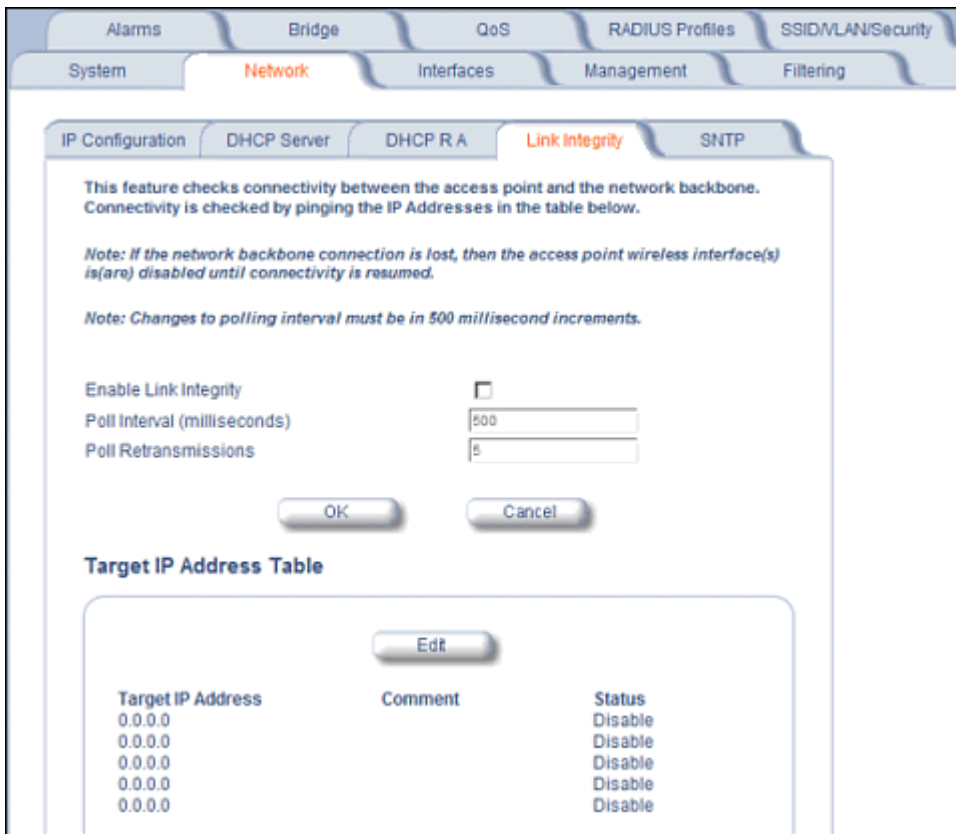 Alarms Bridge QoS RADIUS Profiles SSID/VLAN/Security
System Network Interfaces Management Filtering
IP Configuration DHCP Server DHCP R A Link Integrity SNTP
This feature checks connectivity between the access point and the network backbone.
Connectivity is checked by pinging the IP Addresses in the table below.
Note: If the network backbone connection is lost, then the access point wireless interface(s)
is(are) disabled until connectivity is resumed.
Note: Changes to polling interval must be in 500 millisecond increments.
Enable Link Integrity
Poll Interval (milliseconds) 500
Poll Retransmissions 5
OK Cancel
Target IP Address Table
Edit
Target IP Address Comment Status
0.0.0.0 Disable
0.0.0.0 Disable
0.0.0.0 Disable
0.0.0.0 Disable
0.0.0.0 Disable